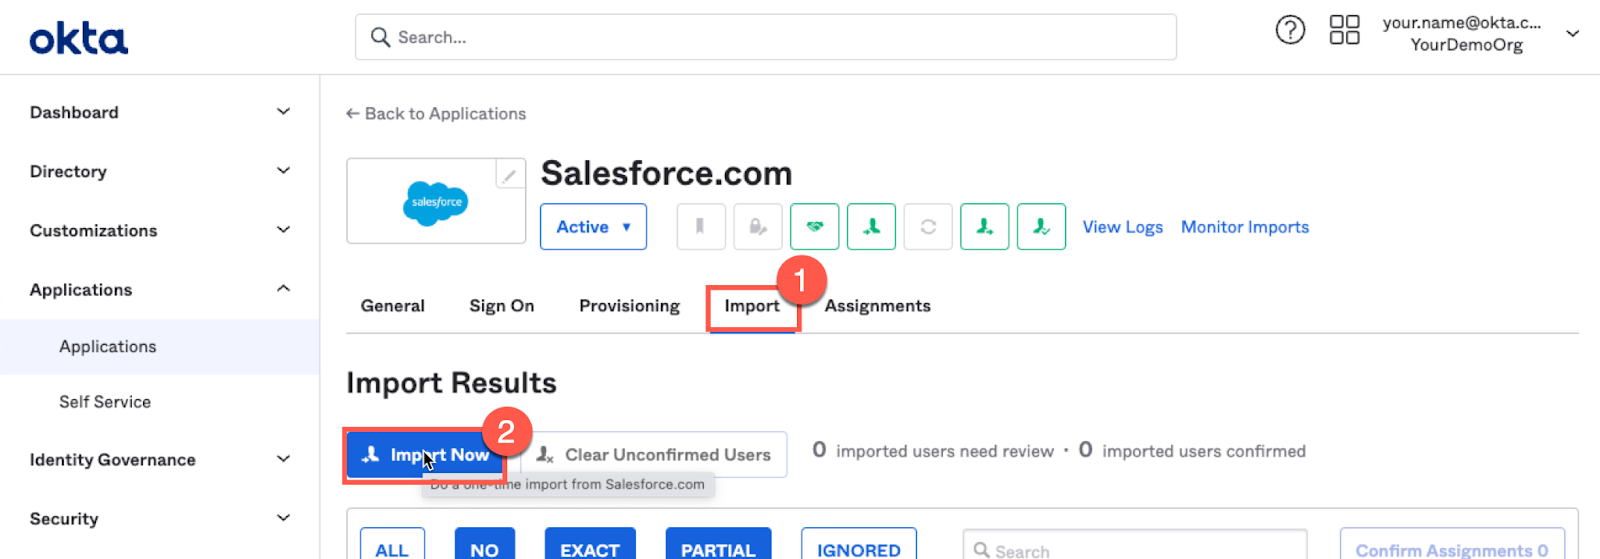 okta
Search...
your.name@okta.c...
YourDemoOrg
Dashboard
Directory
Customizations
Applications
Applications
Self Service
Identity Governance
Security
← Back to Applications
salesforce
Salesforce.com
Active
View Logs
Monitor Imports
1
General
Sign On
Provisioning
Import
Assignments
Import Results
2
Import Now
Clear Unconfirmed Users
0 imported users need review · 0 imported users confirmed
Do a one-time import from Salesforce.com
ALL
NO
EXACT
PARTIAL
IGNORED
Search
Confirm Assignments 0